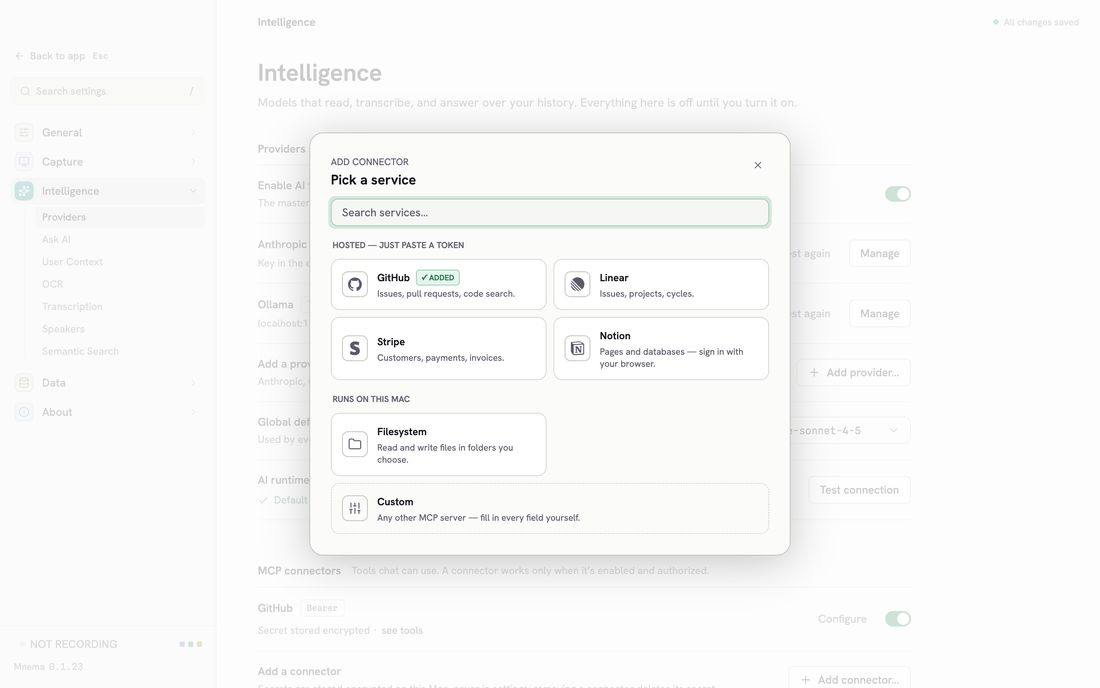 Intelligence
All changes saved
Back to app Esc
Search settings /
General
Capture
Intelligence
Providers
Ask AI
User Context
OCR
Transcription
Speakers
Semantic Search
Data
About
NOT RECORDING
Mnema 0.1.23
Intelligence
Models that read, transcribe, and answer over your history. Everything here is off until you turn it on.
Providers
Enable AI
The master
Anthropic
Key in the
est again
Manage
Ollama
localhost:1
est again
Manage
Add a prov
Anthropic,
Add provider...
Global def
Used by ev
e-sonnet-4-5
AI runtime
Default
Test connection
ADD CONNECTOR
Pick a service
Search services...
HOSTED — JUST PASTE A TOKEN
GitHub ✓ ADDED
Issues, pull requests, code search.
Linear
Issues, projects, cycles.
Stripe
Customers, payments, invoices.
Notion
Pages and databases — sign in with
your browser.
RUNS ON THIS MAC
Filesystem
Read and write files in folders you
choose.
Custom
Any other MCP server — fill in every field yourself.
MCP connectors Tools chat can use. A connector works only when it's enabled and authorized.
GitHub Bearer
Secret stored encrypted · see tools
Configure
Add a connector
Add connector...